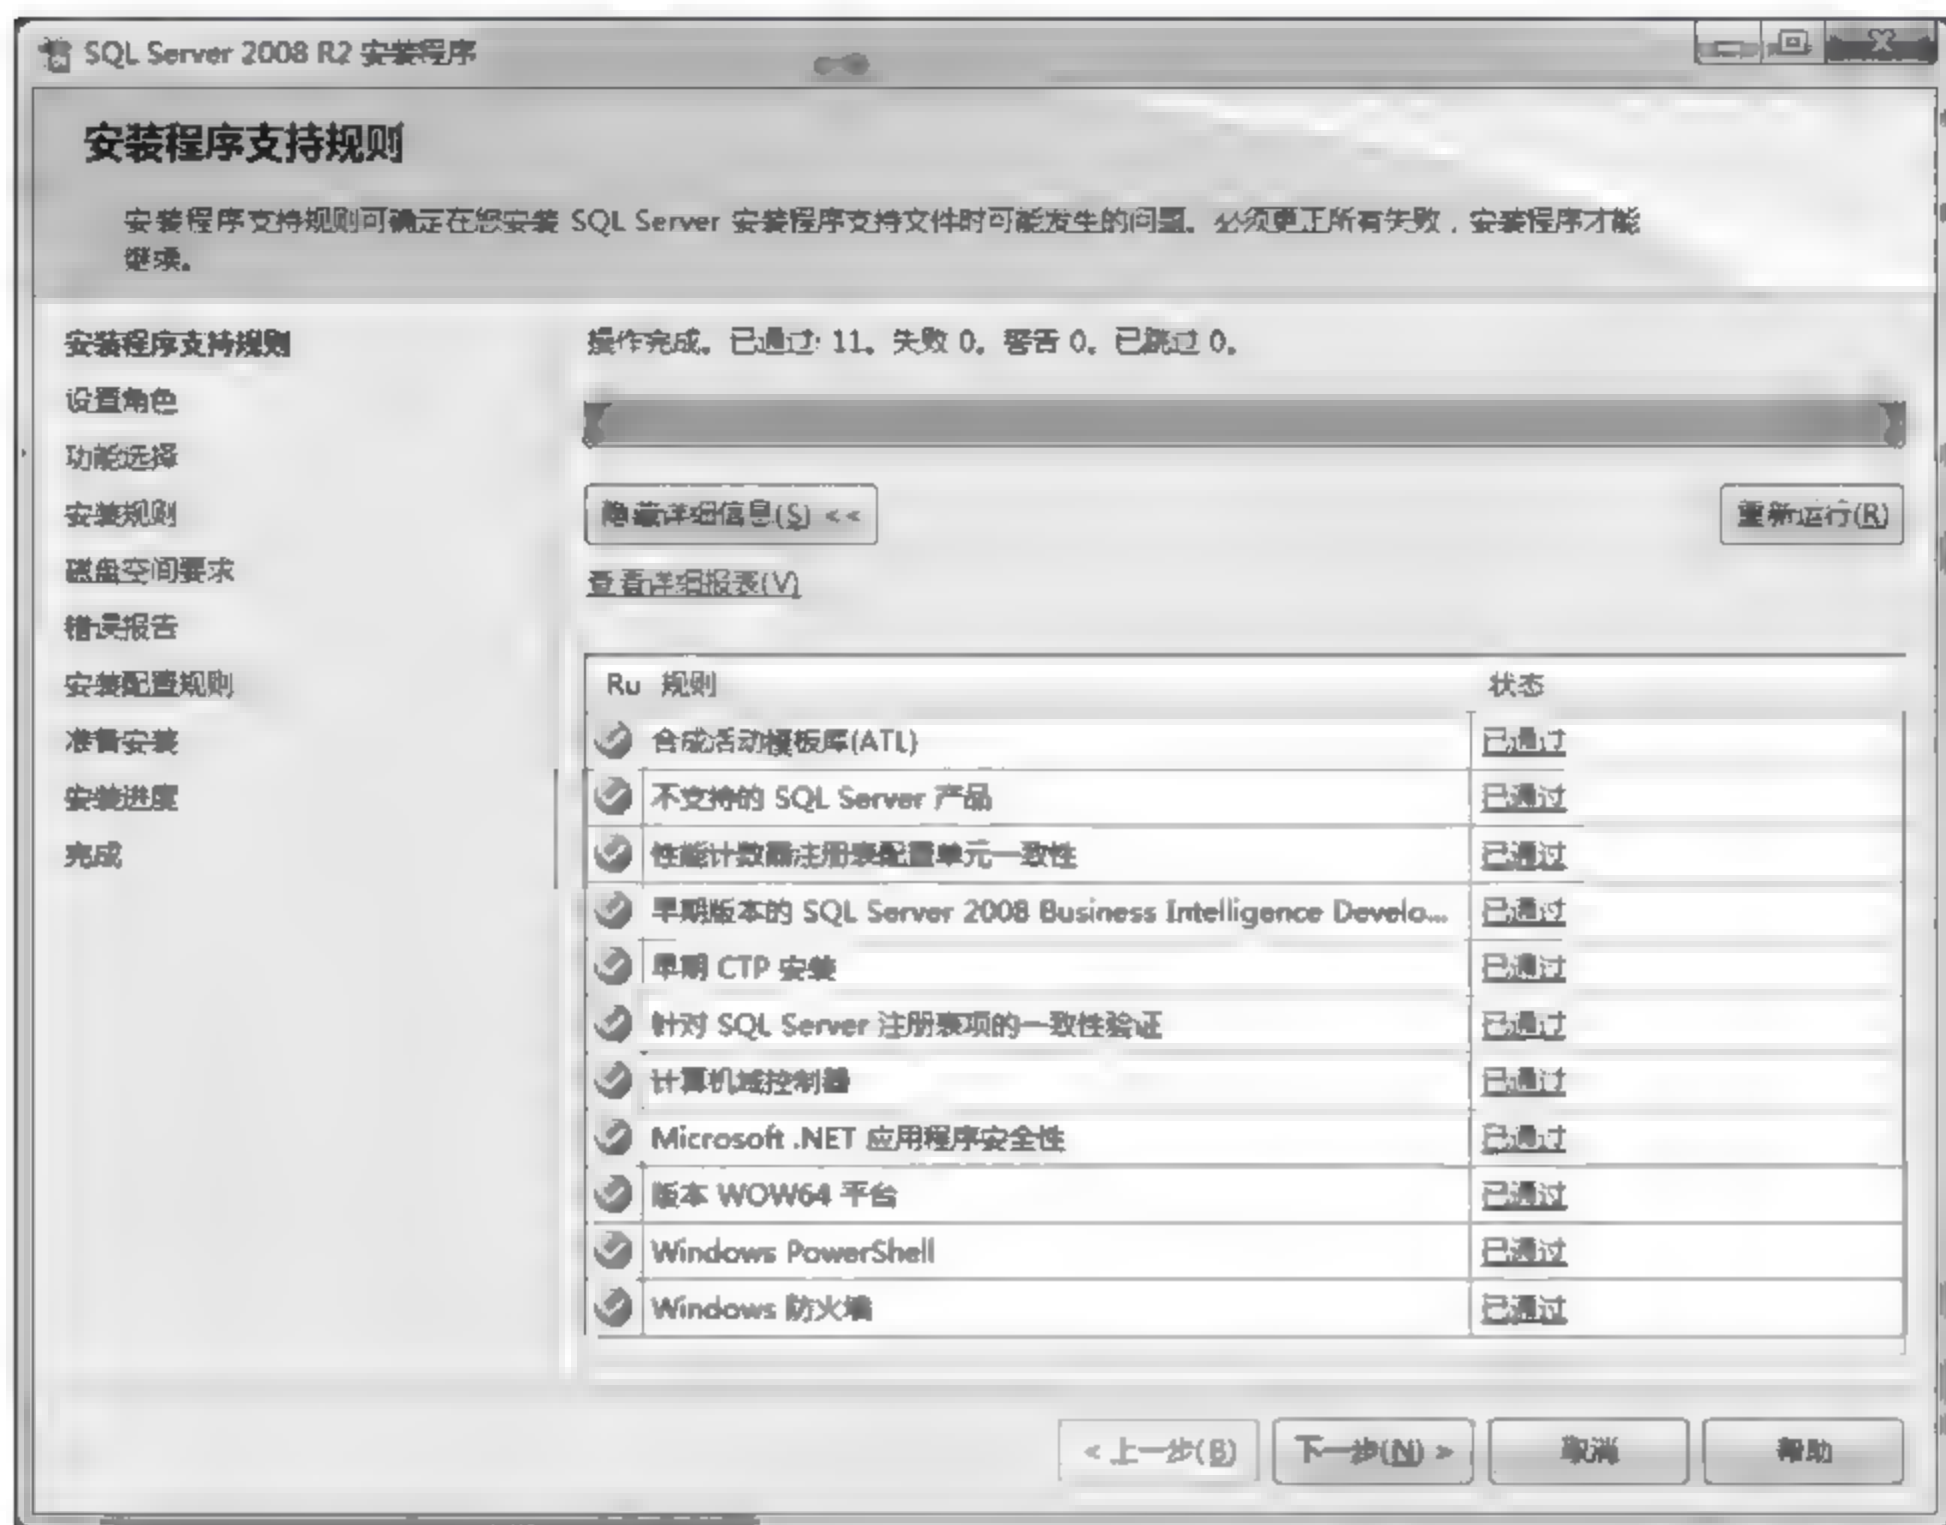 SQL Server 2008 R2 安装程序
安装程序支持规则
安装程序支持规则可确定在您安装 SQL Server 安装程序支持文件时可能发生的问题。必须更正所有失败，安装程序才能
继续。
安装程序支持规则
设置角色
功能选择
安装规则
磁盘空间要求
错误报告
安装配置规则
准备安装
安装进度
完成
操作完成。已通过: 11。失败 0。警告 0。已跳过 0。
隐藏详细信息(S) <<
重新运行(R)
查看详细报表(V)
Ru 规则 状态
合成活动模板库(ATL) 已通过
不支持的 SQL Server 产品 已通过
性能计数器注册表配置单元一致性 已通过
早期版本的 SQL Server 2008 Business Intelligence Develo... 已通过
早期 CTP 安装 已通过
针对 SQL Server 注册表项的一致性验证 已通过
计算机域控制器 已通过
Microsoft .NET 应用程序安全性 已通过
版本 WOW64 平台 已通过
Windows PowerShell 已通过
Windows 防火墙 已通过
< 上一步(B) 下一步(N) > 取消 帮助